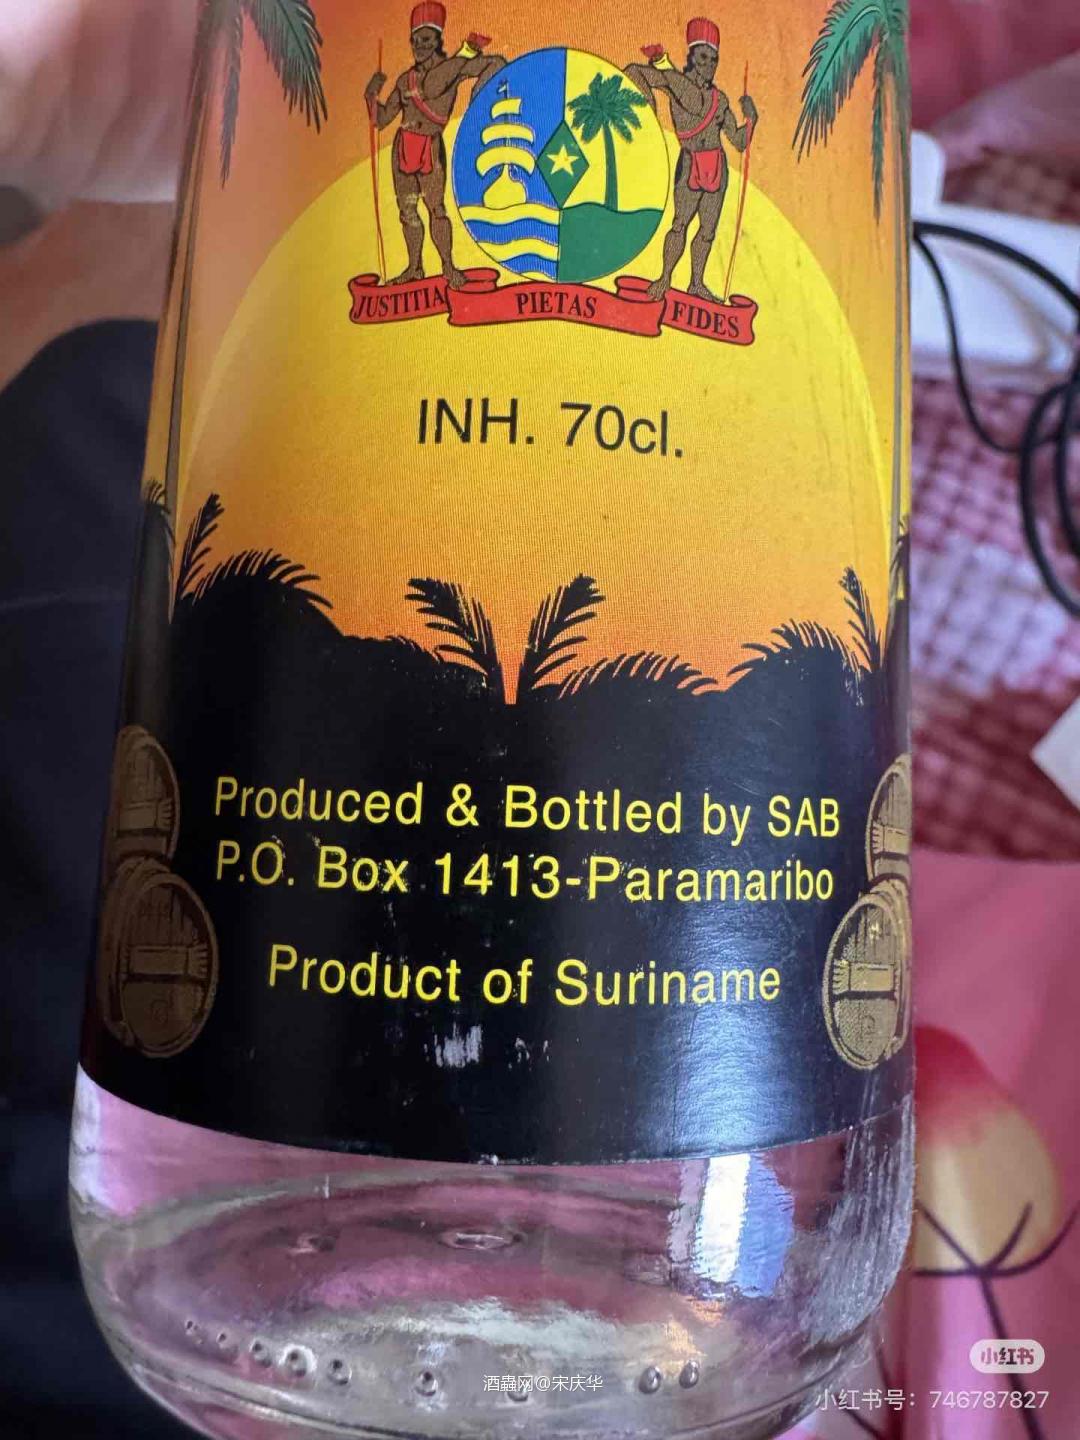 JUSTITIA PIETAS FIDES
INH. 70cl.
Produced & Bottled by SAB
P.O. Box 1413-Paramaribo
Product of Suriname
小红书
酒蟲网@宋庆华
小红书号：746787827